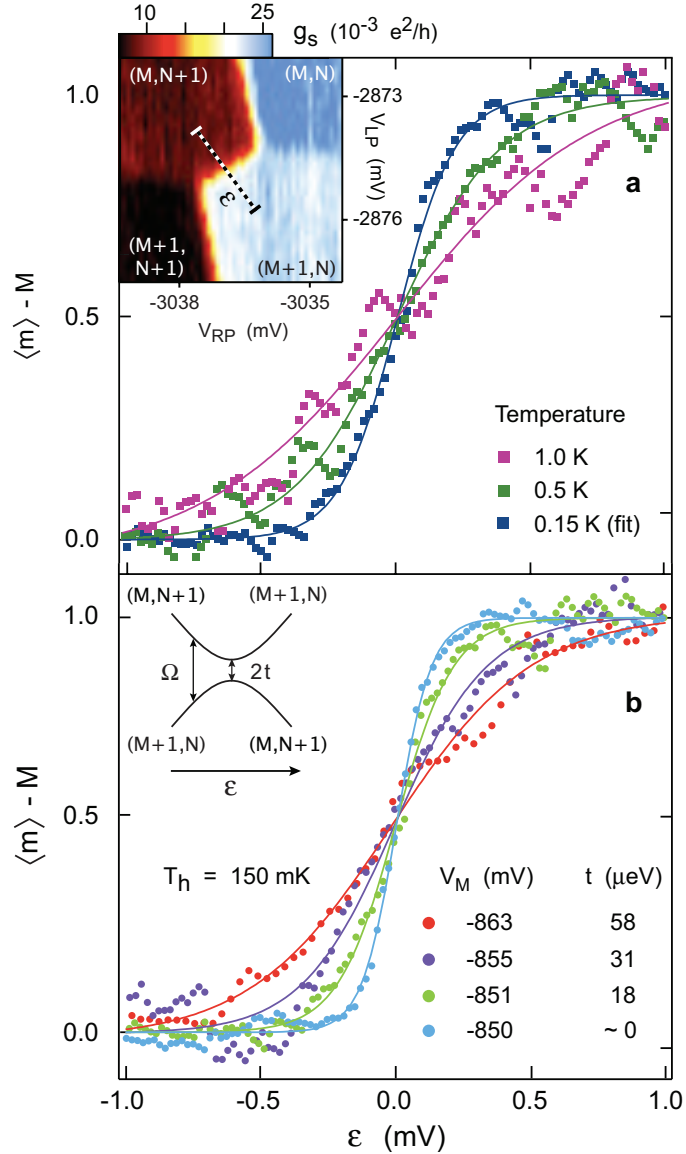 10 15 25
g_s (10⁻³ e²/h)
(M,N+1) (M,N)
(M+1, N+1) (M+1,N)
ε
-2873
-2876
V_LP (mV)
-3038 -3035
V_RP (mV)
a
1.0
0.5
0.0
⟨m⟩ - M
Temperature
1.0 K
0.5 K
0.15 K (fit)
b
(M,N+1) (M+1,N)
Ω 2t
(M+1,N) (M,N+1)
ε
1.0
0.5
0.0
⟨m⟩ - M
T_h = 150 mK
V_M (mV) t (μeV)
-863 58
-855 31
-851 18
-850 ~ 0
-1.0 -0.5 0.0 0.5 1.0
ε (mV)